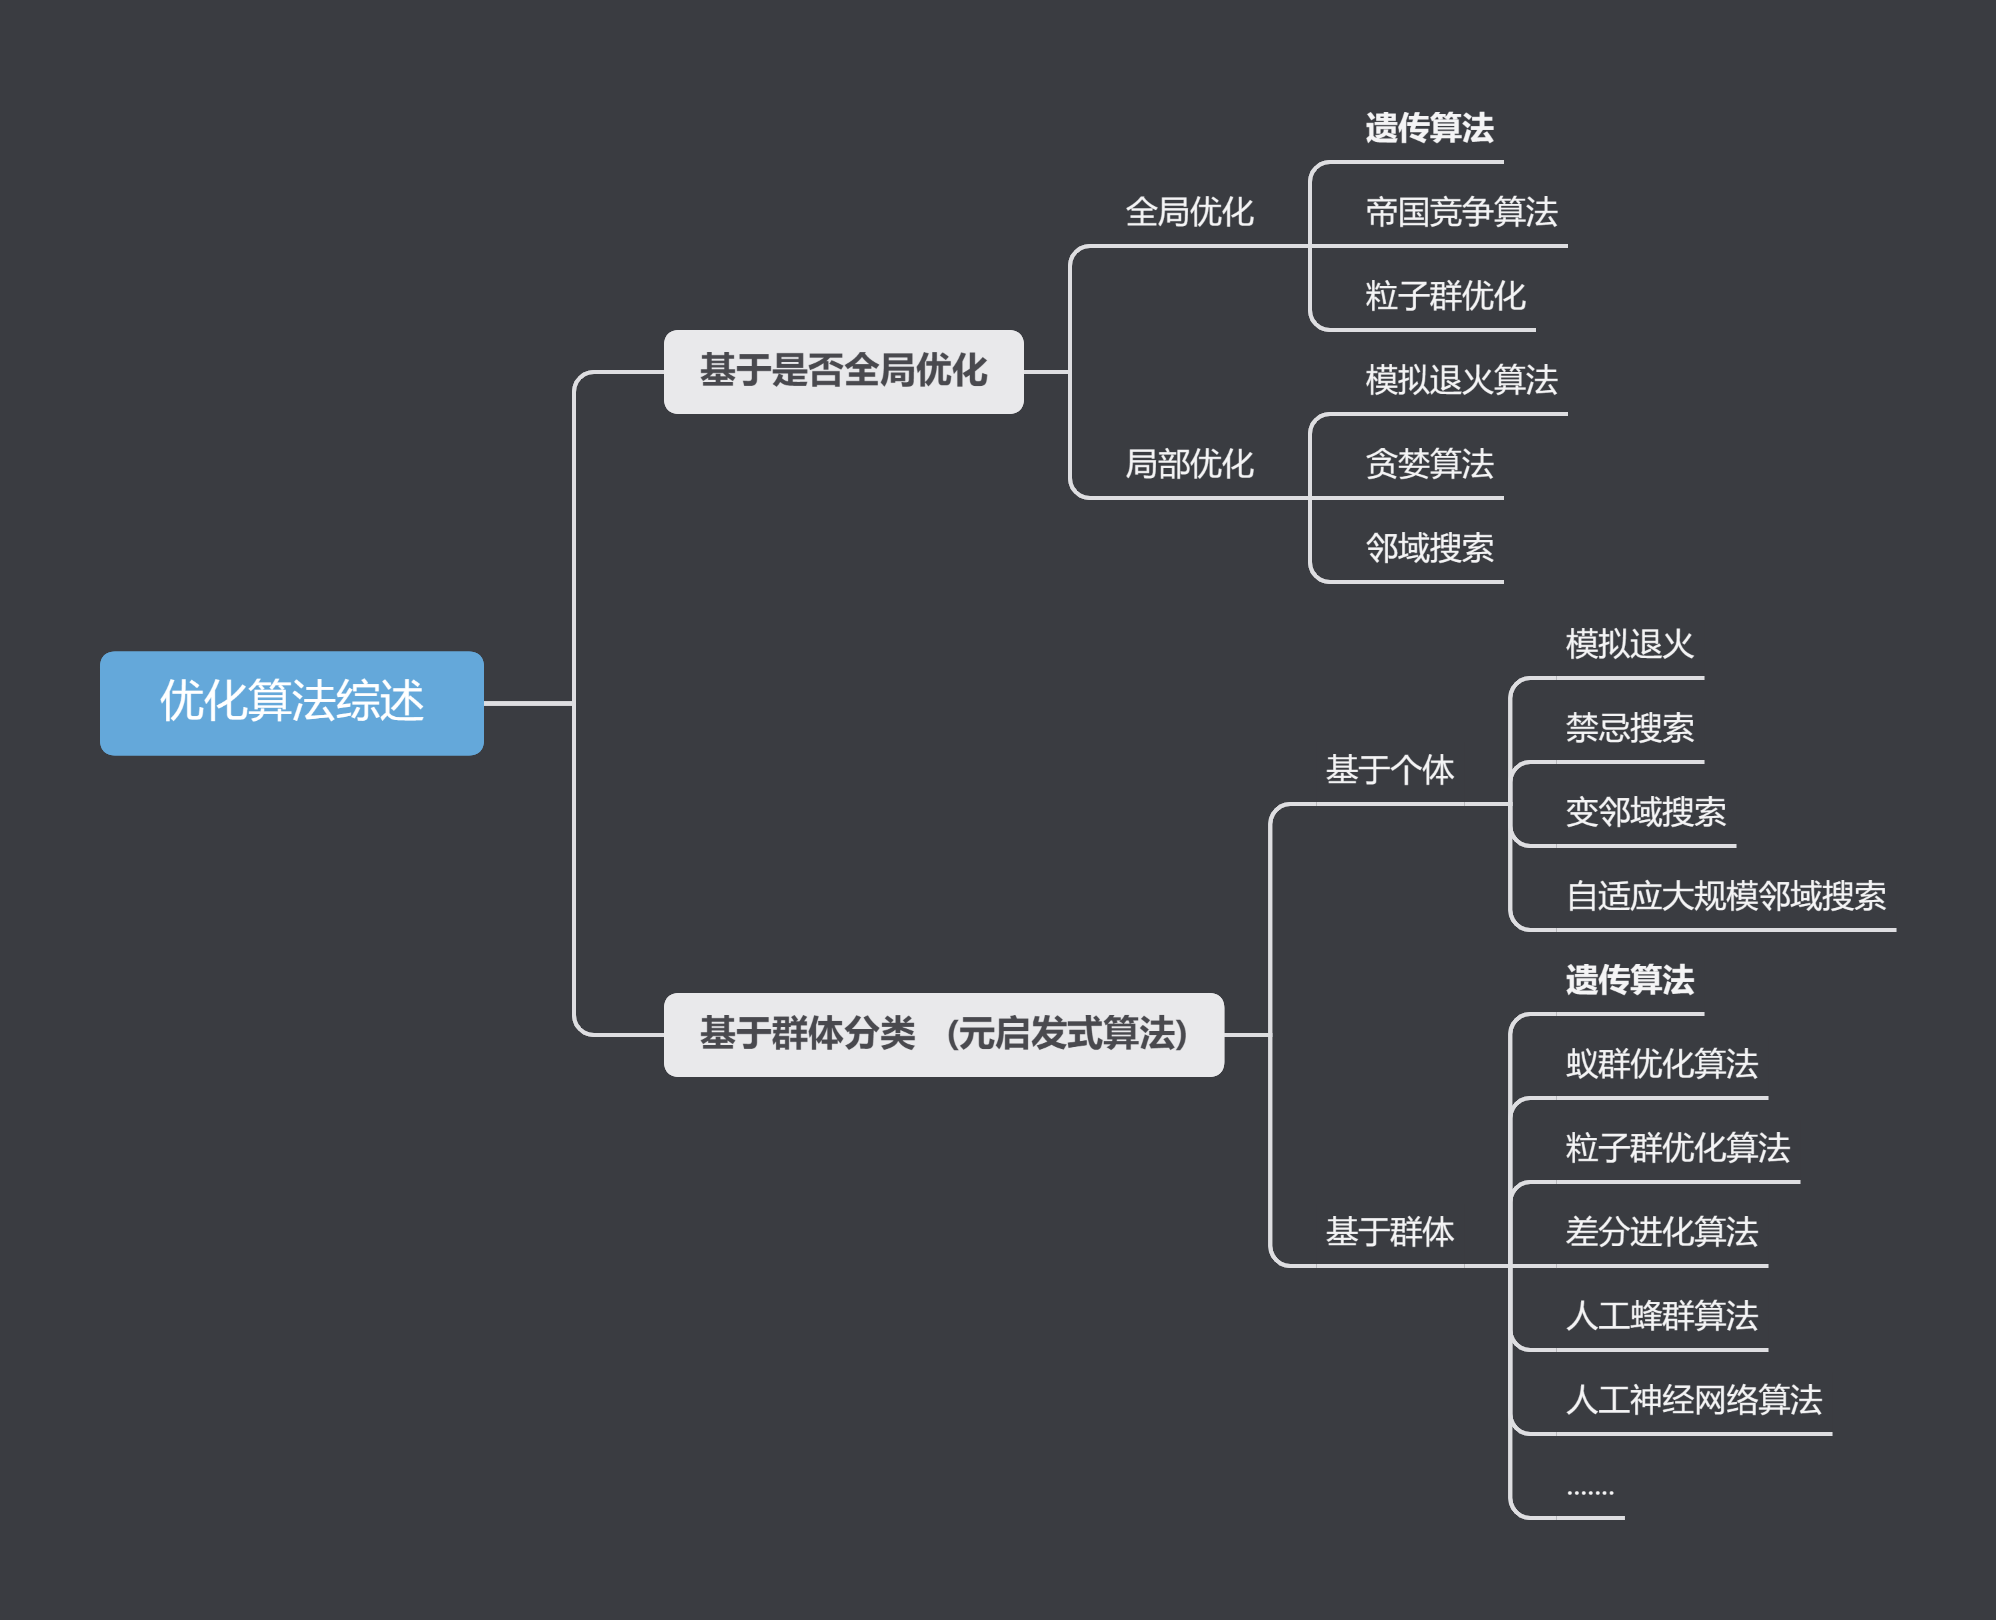 优化算法综述
基于是否全局优化
全局优化
遗传算法
帝国竞争算法
粒子群优化
局部优化
模拟退火算法
贪婪算法
邻域搜索
基于群体分类 (元启发式算法)
基于个体
模拟退火
禁忌搜索
变邻域搜索
自适应大规模邻域搜索
基于群体
遗传算法
蚁群优化算法
粒子群优化算法
差分进化算法
人工蜂群算法
人工神经网络算法
.......